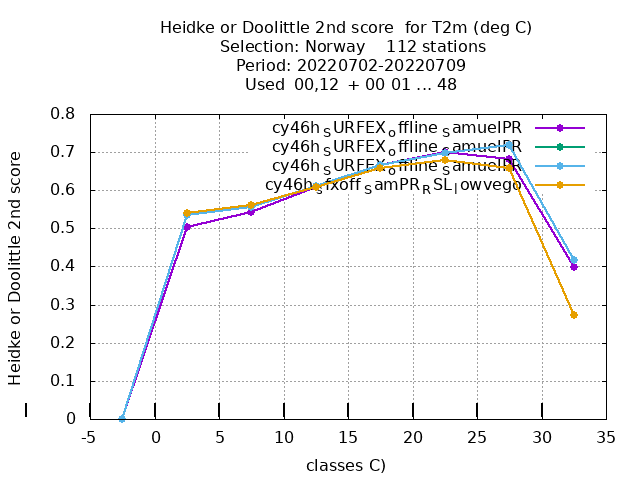 Heidke or Doolittle 2nd score  for T2m (deg C)
Selection: Norway    112 stations
Period: 20220702-20220709
Used  00,12  + 00 01 ... 48
cy46h_SURFEX_offline_SamuelPR
cy46h_SURFEX_offline_SamuelPR
cy46h_SURFEX_offline_SamuelPR
cy46h_sfxoff_SamPR_RSL_lowvego
Heidke or Doolittle 2nd score
0.8
0.7
0.6
0.5
0.4
0.3
0.2
0.1
0
-5 0 5 10 15 20 25 30 35
classes C)